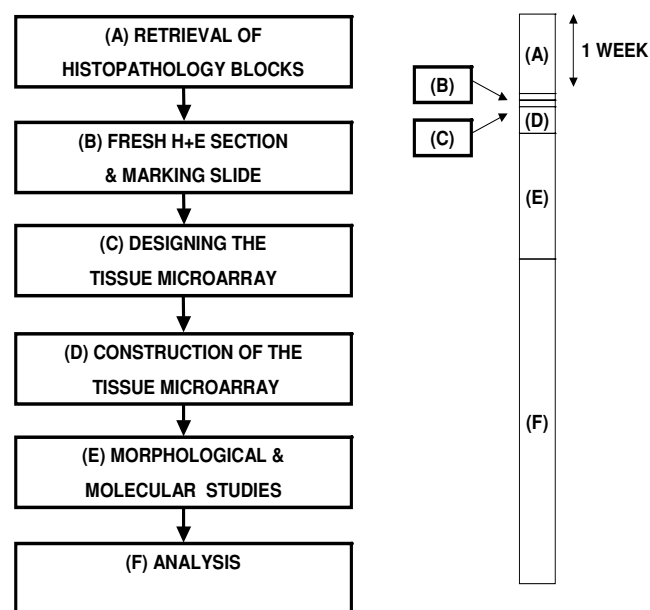 (A) RETRIEVAL OF
HISTOPATHOLOGY BLOCKS
(B) FRESH H+E SECTION
& MARKING SLIDE
(C) DESIGNING THE
TISSUE MICROARRAY
(D) CONSTRUCTION OF THE
TISSUE MICROARRAY
(E) MORPHOLOGICAL &
MOLECULAR STUDIES
(F) ANALYSIS
(A)
1 WEEK
(B)
(C)
(D)
(E)
(F)